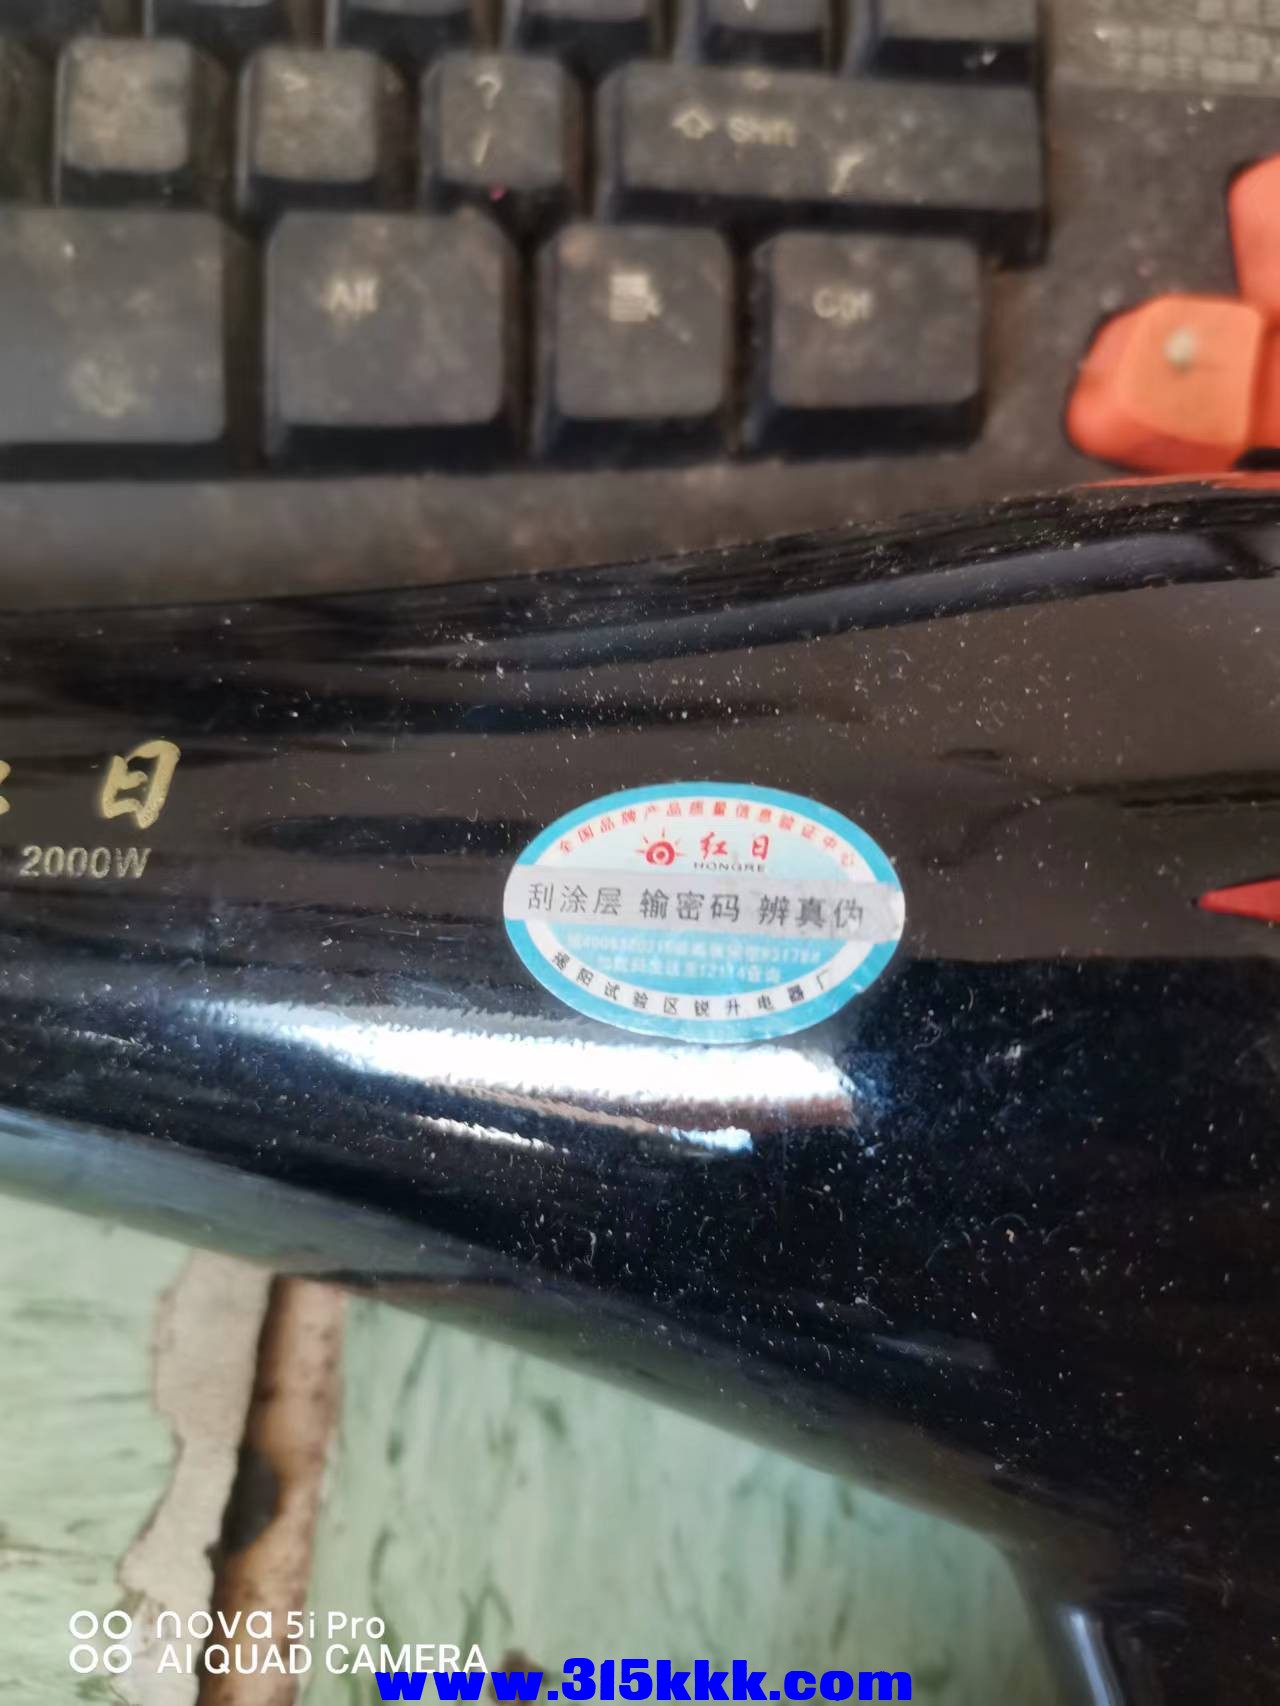 ?
/
Shift
Alt
Ctrl
日
2000W
全国品牌产品质量信息验证中心
红日
HONGRE
刮涂层 输密码 辨真伪
揭阳试验区锐升电器厂
nova 5i Pro
AI QUAD CAMERA
www.315kkk.com